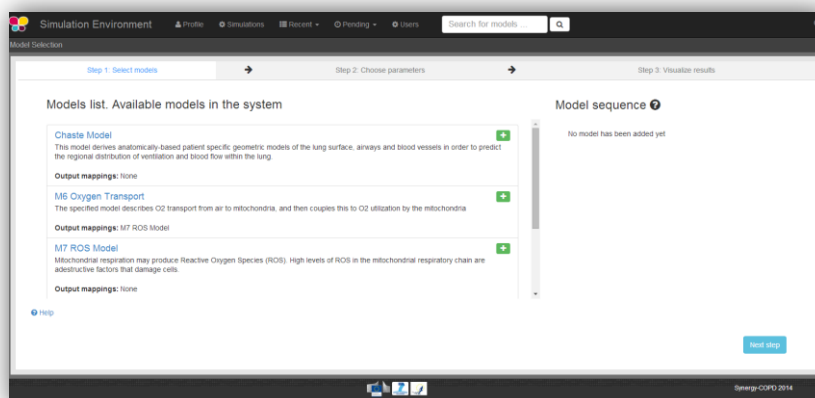 Simulation Environment Profile Simulations Recent Pending Users Search for models ...
Model Selection
Step 1: Select models Step 2: Choose parameters Step 3: Visualize results
Models list. Available models in the system
Model sequence
No model has been added yet
Chaste Model
This model derives anatomically-based patient specific geometric models of the lung surface, airways and blood vessels in order to predict
the regional distribution of ventilation and blood flow within the lung.
Output mappings: None
M6 Oxygen Transport
The specified model describes O2 transport from air to mitochondria, and then couples this to O2 utilization by the mitochondria
Output mappings: M7 ROS Model
M7 ROS Model
Mitochondrial respiration may produce Reactive Oxygen Species (ROS). High levels of ROS in the mitochondrial respiratory chain are
adestructive factors that damage cells.
Output mappings: None
Help
Next step
Synergy-COPD 2014